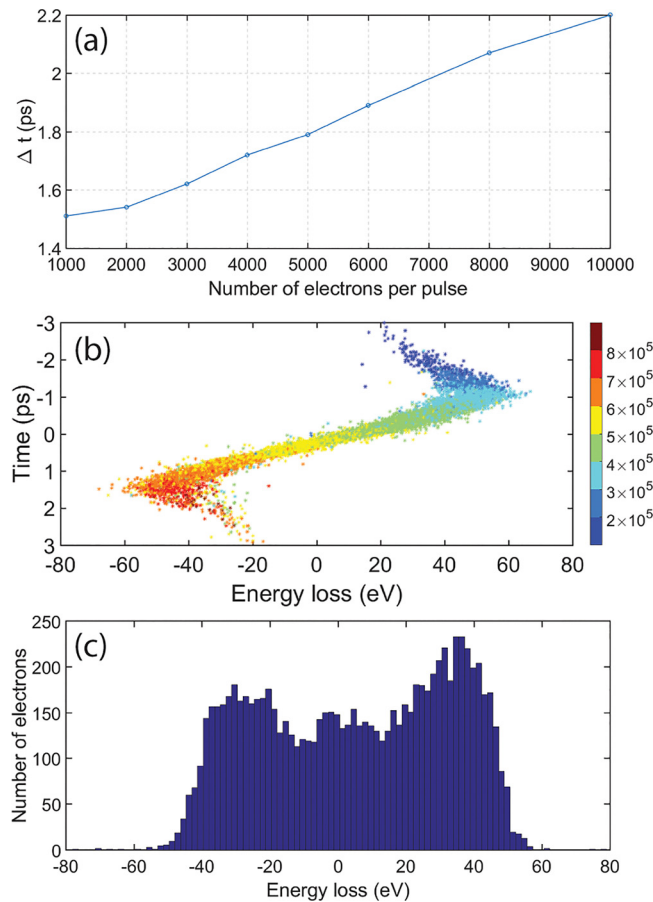 (a)
2.2
2
1.8
1.6
1.4
Δ t (ps)
1000 2000 3000 4000 5000 6000 7000 8000 9000 10000
Number of electrons per pulse
(b)
-3
-2
-1
0
1
2
3
Time (ps)
-80 -60 -40 -20 0 20 40 60 80
Energy loss (eV)
8×10⁵
7×10⁵
6×10⁵
5×10⁵
4×10⁵
3×10⁵
2×10⁵
(c)
250
200
150
100
50
0
Number of electrons
-80 -60 -40 -20 0 20 40 60 80
Energy loss (eV)